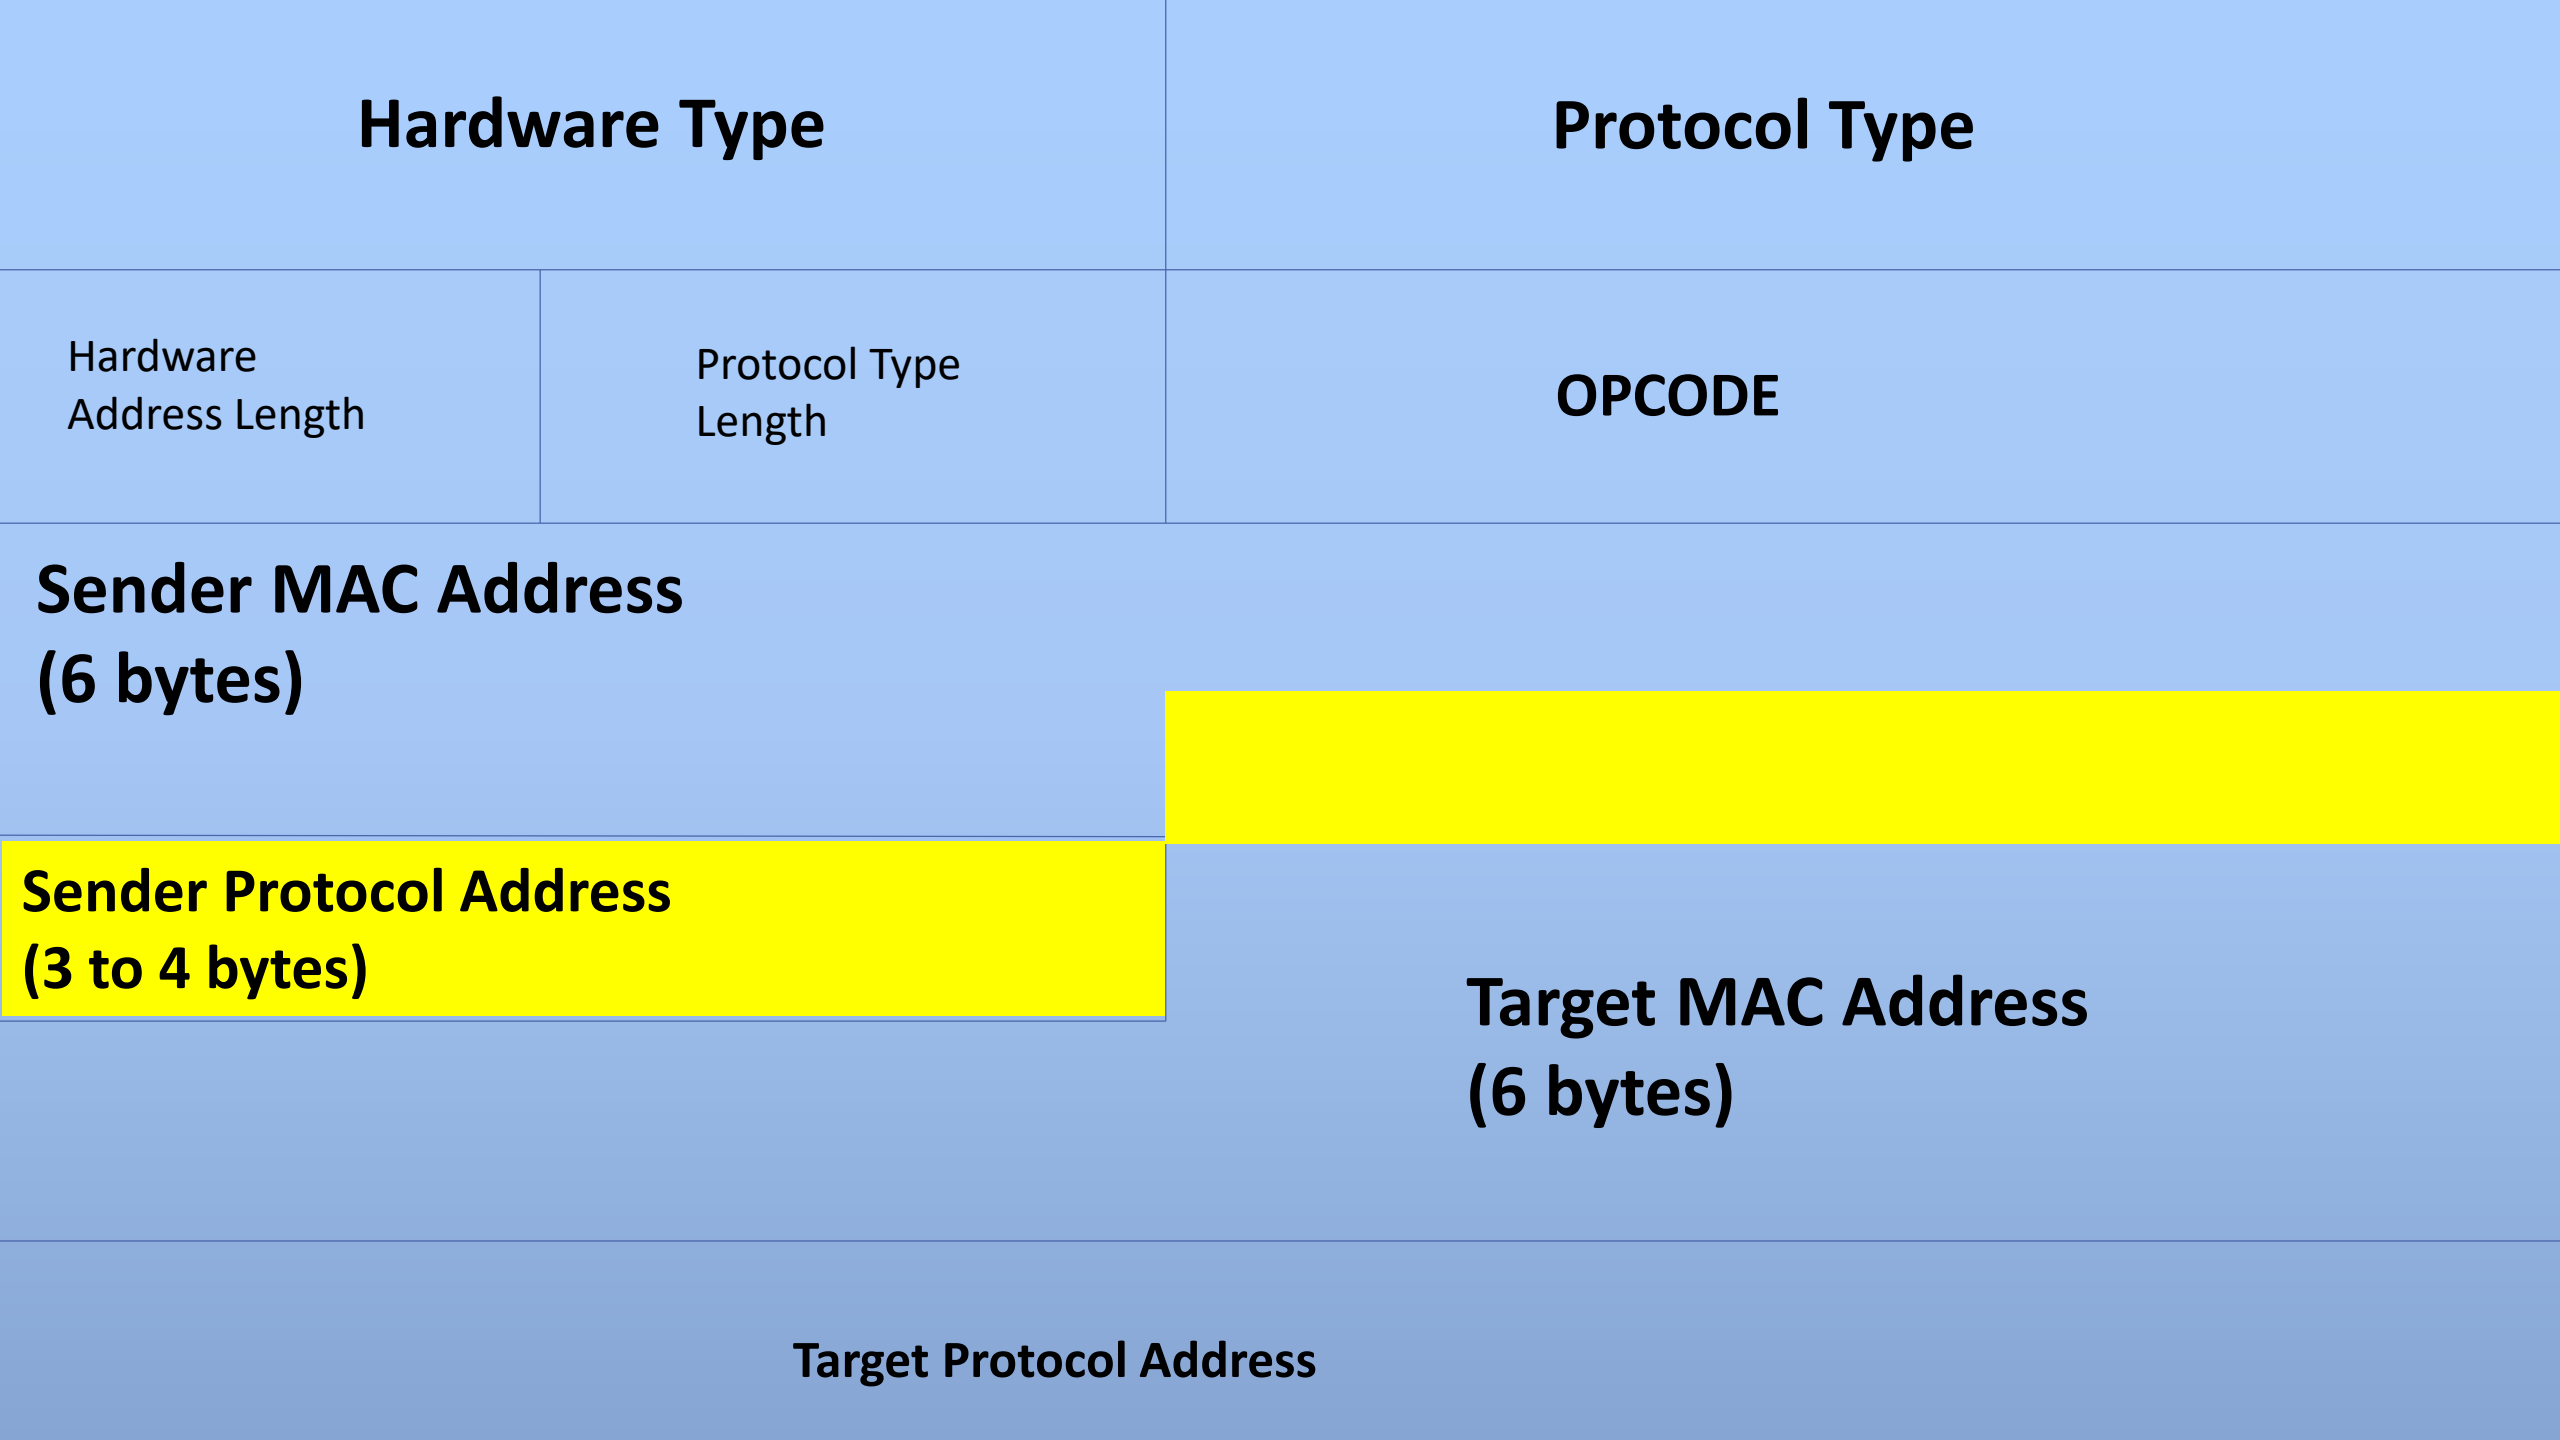 Hardware Type
Protocol Type
Hardware
Address Length
Protocol Type
Length
OPCODE
Sender MAC Address
(6 bytes)
Sender Protocol Address
(3 to 4 bytes)
Target MAC Address
(6 bytes)
Target Protocol Address